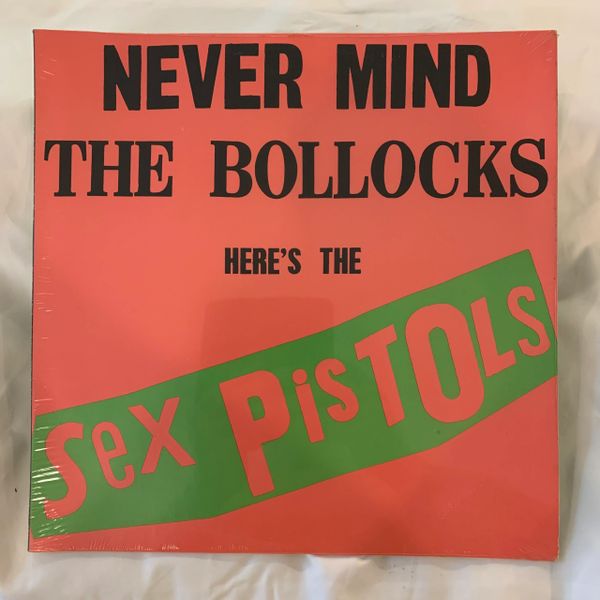 NEVER MIND
THE BOLLOCKS
HERE'S THE
Sex PisTOLs